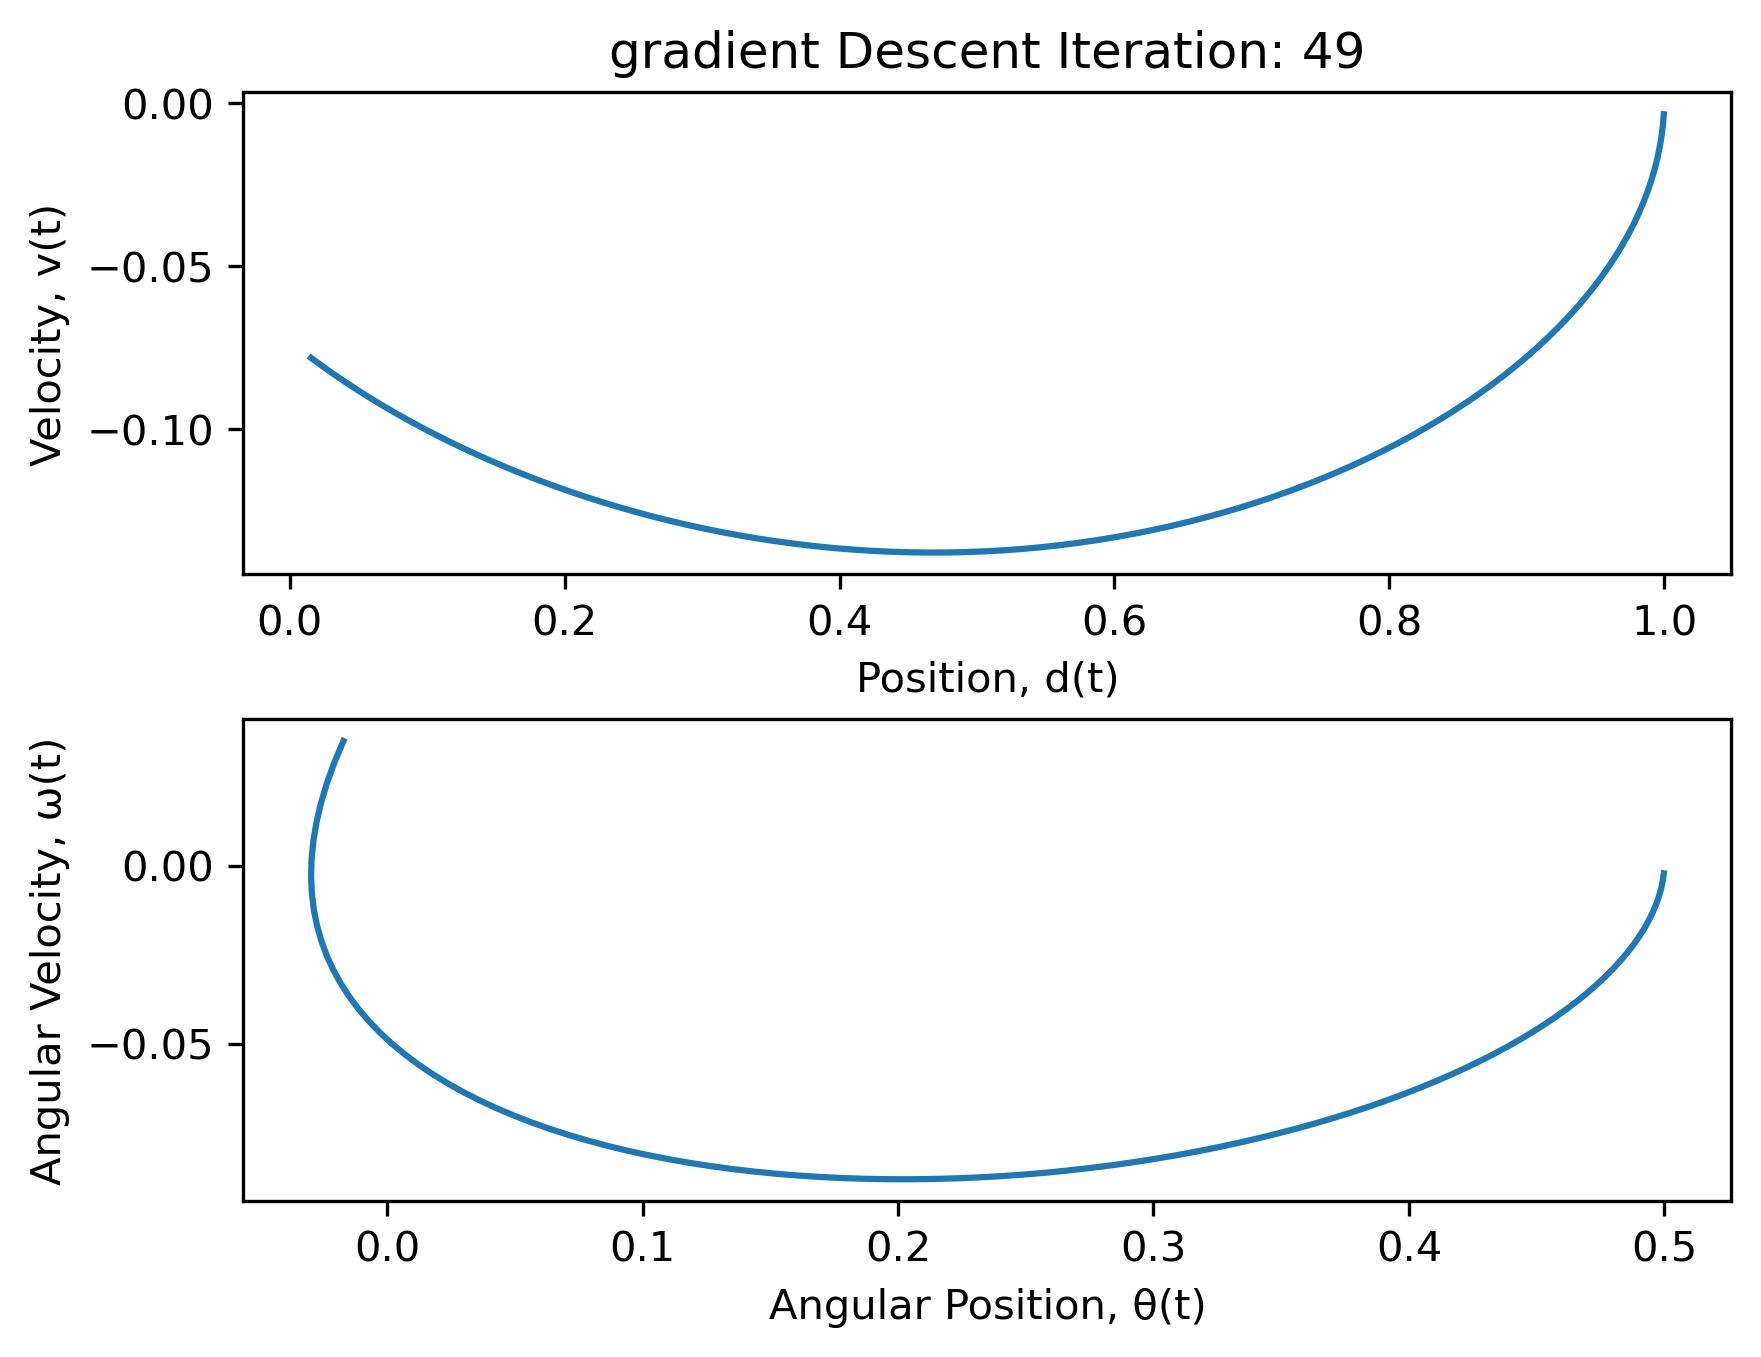 gradient Descent Iteration: 49
0.00
−0.05
−0.10
Velocity, v(t)
0.0 0.2 0.4 0.6 0.8 1.0
Position, d(t)
0.00
−0.05
Angular Velocity, ω(t)
0.0 0.1 0.2 0.3 0.4 0.5
Angular Position, θ(t)